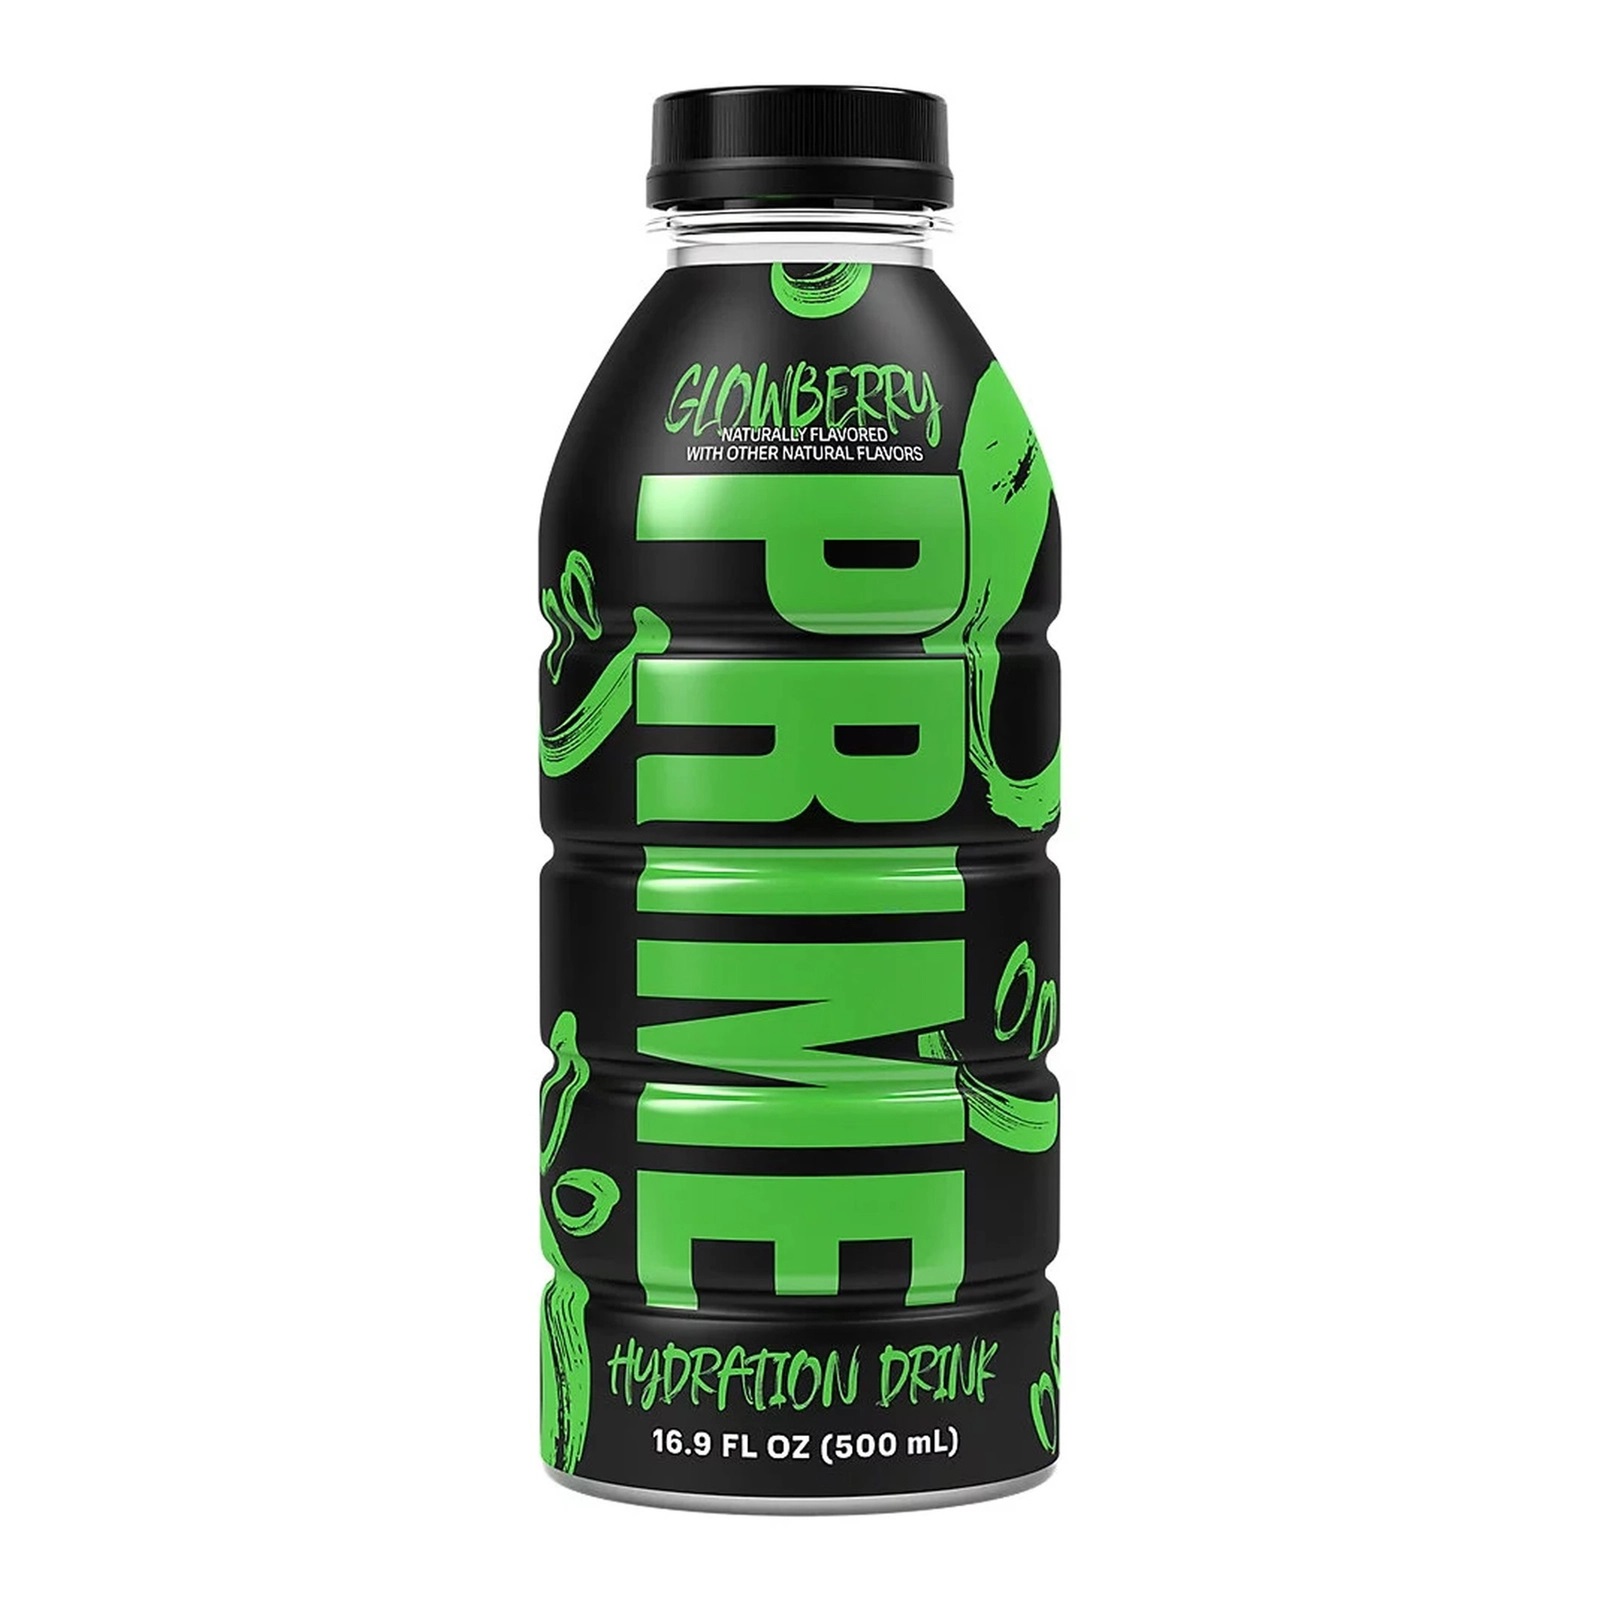 GLOWBERRY
NATURALLY FLAVORED
WITH OTHER NATURAL FLAVORS
PRIME
HYDRATION DRINK
16.9 FL OZ (500 mL)